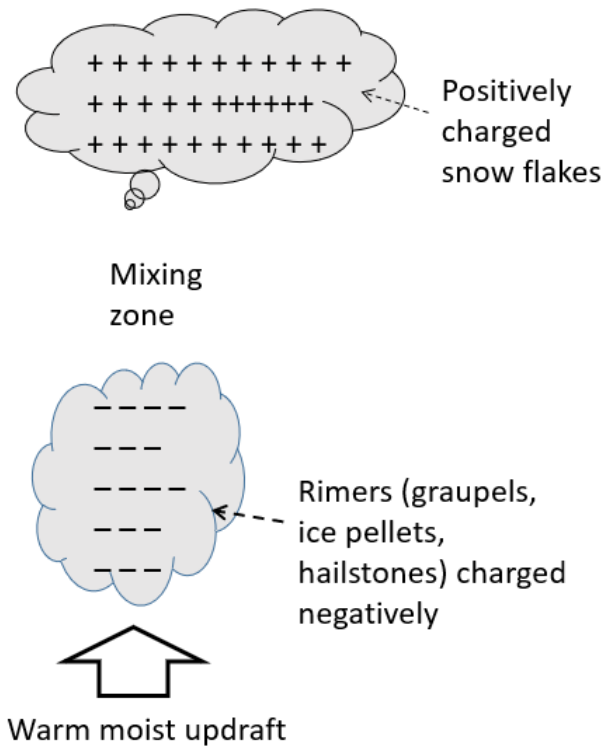 + + + + + + + + + + +
+ + + + + ++++++
+ + + + + + + + + +
Positively
charged
snow flakes
Mixing
zone
– – – –
– – –
– – – –
– – –
– – –
Rimers (graupels,
ice pellets,
hailstones) charged
negatively
Warm moist updraft